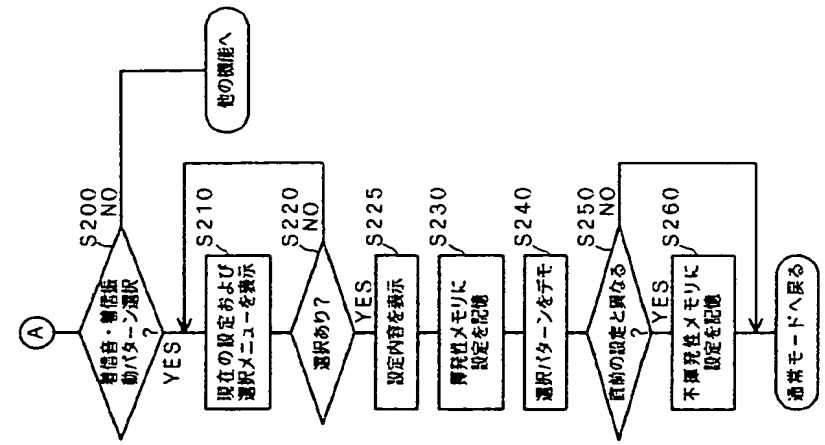 A
着信音・着信振
動パターン選択
?
S200
NO
他の機能へ
YES
S210
現在の設定および
選択メニューを表示
S220
NO
選択あり?
YES
S225
設定内容を表示
S230
揮発性メモリに
設定を記憶
S240
選択パターンをデモ
S250
NO
直前の設定と異なる
?
YES
S260
不揮発性メモリに
設定を記憶
通常モードへ戻る